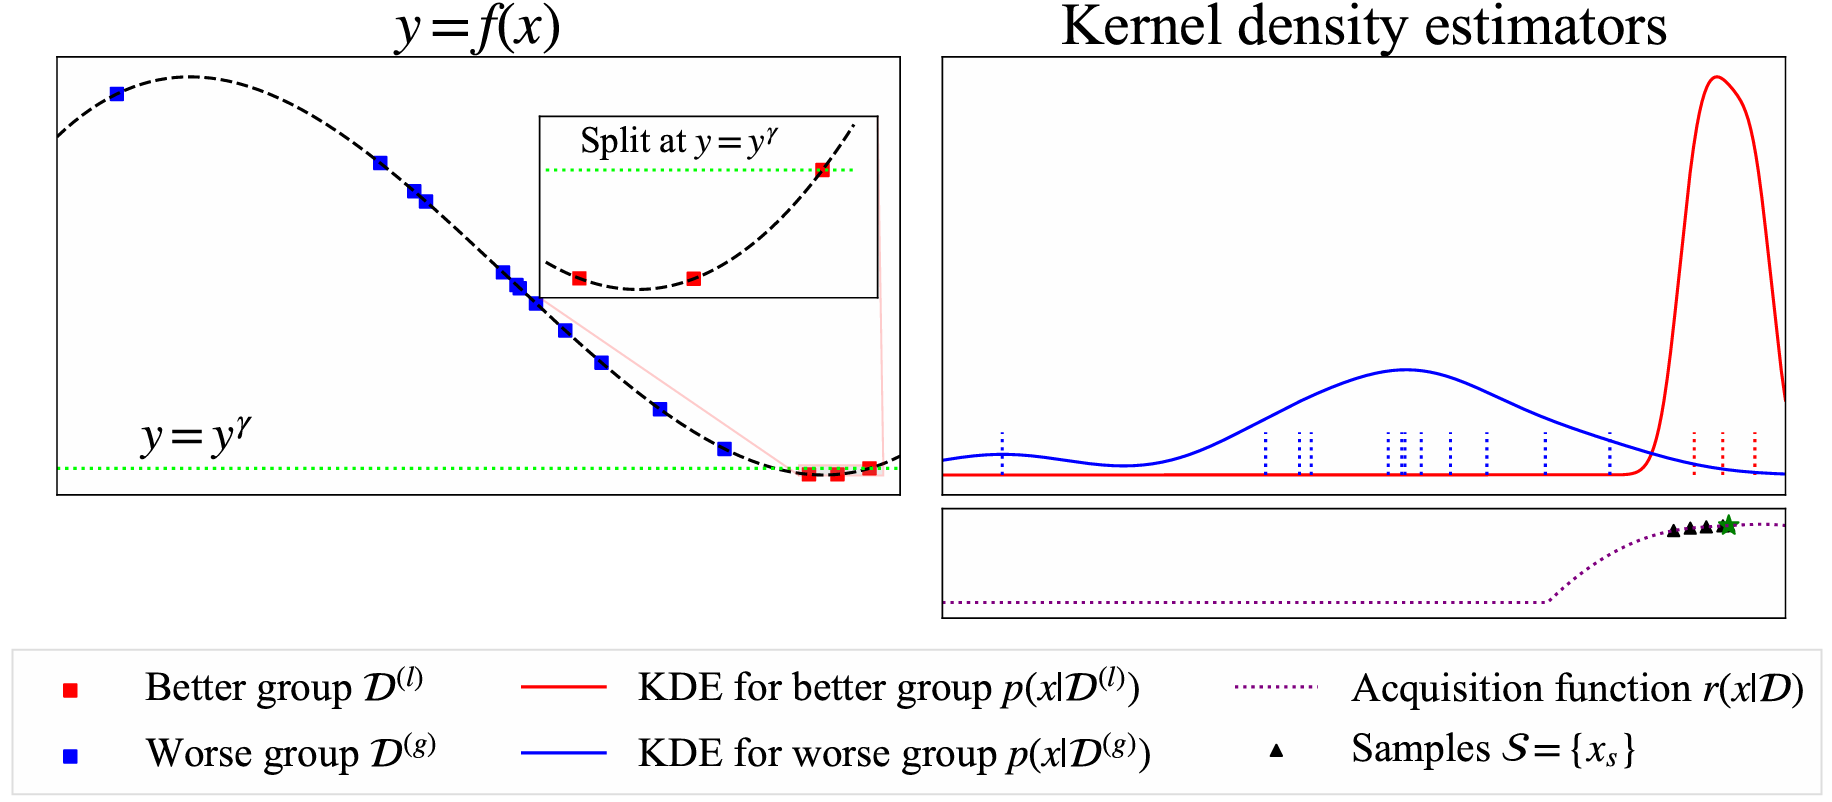 y = f(x)
Kernel density estimators
Split at y = y^γ
y = y^γ
Better group 𝒟^(l)
KDE for better group p(x|𝒟^(l))
Acquisition function r(x|𝒟)
Worse group 𝒟^(g)
KDE for worse group p(x|𝒟^(g))
Samples 𝒮 = {x_s}